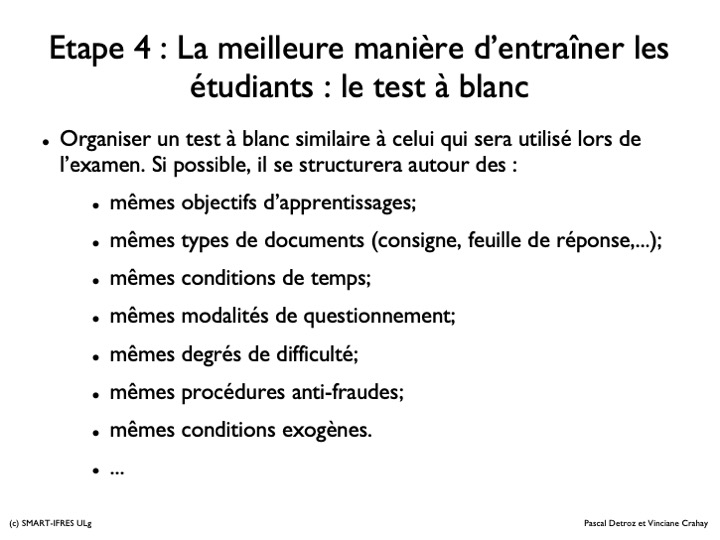 Etape 4 : La meilleure manière d’entraîner les
étudiants : le test à blanc
• Organiser un test à blanc similaire à celui qui sera utilisé lors de
l’examen. Si possible, il se structurera autour des :
• mêmes objectifs d’apprentissages;
• mêmes types de documents (consigne, feuille de réponse,...);
• mêmes conditions de temps;
• mêmes modalités de questionnement;
• mêmes degrés de difficulté;
• mêmes procédures anti-fraudes;
• mêmes conditions exogènes.
• ...
(c) SMART-IFRES ULg
Pascal Detroz et Vinciane Crahay